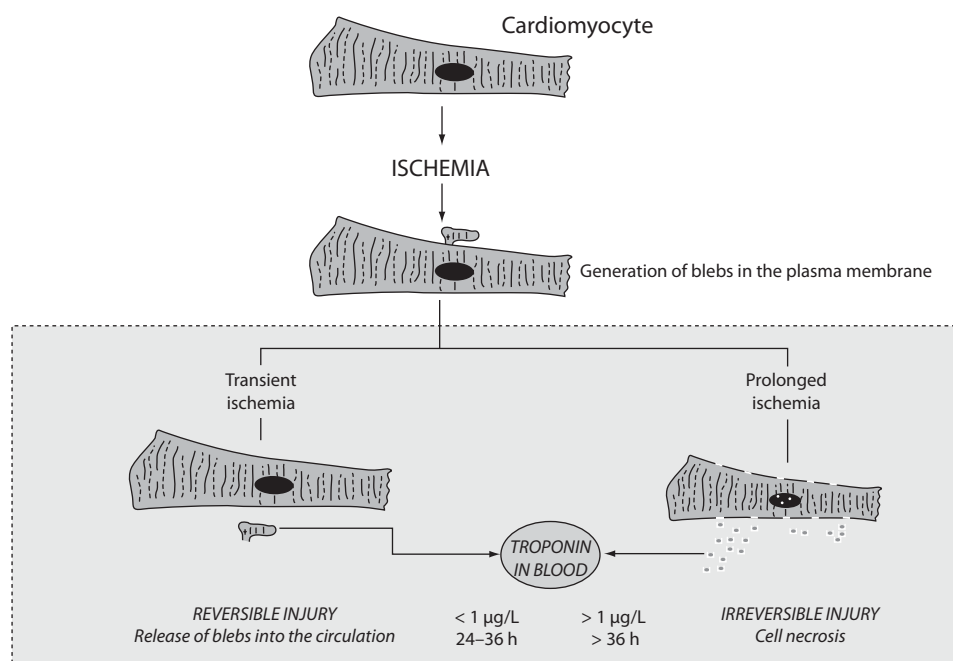 Cardiomyocyte
ISCHEMIA
Generation of blebs in the plasma membrane
Transient
ischemia
Prolonged
ischemia
TROPONIN
IN BLOOD
REVERSIBLE INJURY
Release of blebs into the circulation
< 1 µg/L
24–36 h
> 1 µg/L
> 36 h
IRREVERSIBLE INJURY
Cell necrosis